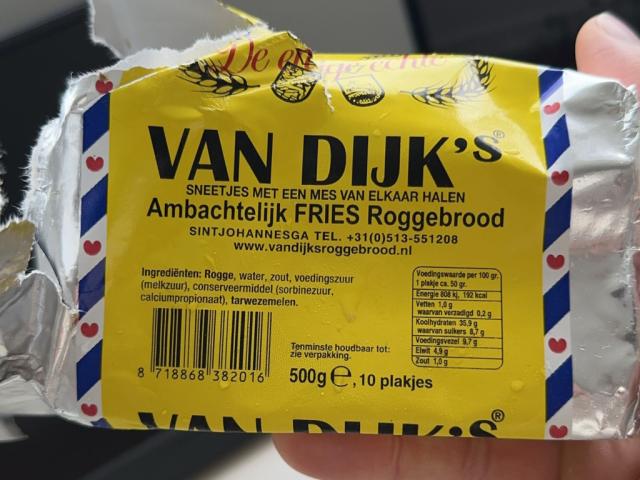 De enige echte
VAN DIJK's®
SNEETJES MET EEN MES VAN ELKAAR HALEN
Ambachtelijk FRIES Roggebrood
SINTJOHANNESGA TEL. +31(0)513-551208
www.vandijksroggebrood.nl
Ingrediënten: Rogge, water, zout, voedingszuur
(melkzuur), conserveermiddel (sorbinezuur,
calciumpropionaat), tarwezemelen.
Voedingswaarde per 100 gr.
1 plakje ca. 50 gr.
Energie 808 kj, 192 kcal
Vetten 1,0 g
waarvan verzadigd 0,2 g
Koolhydraten 35,9 g
waarvan suikers 8,7 g
Voedingsvezel 9,7 g
Eiwit 4,9 g
Zout 1,0 g
8 718868 382016
Tenminste houdbaar tot:
zie verpakking.
500g ℮, 10 plakjes
VAN DIJK's®